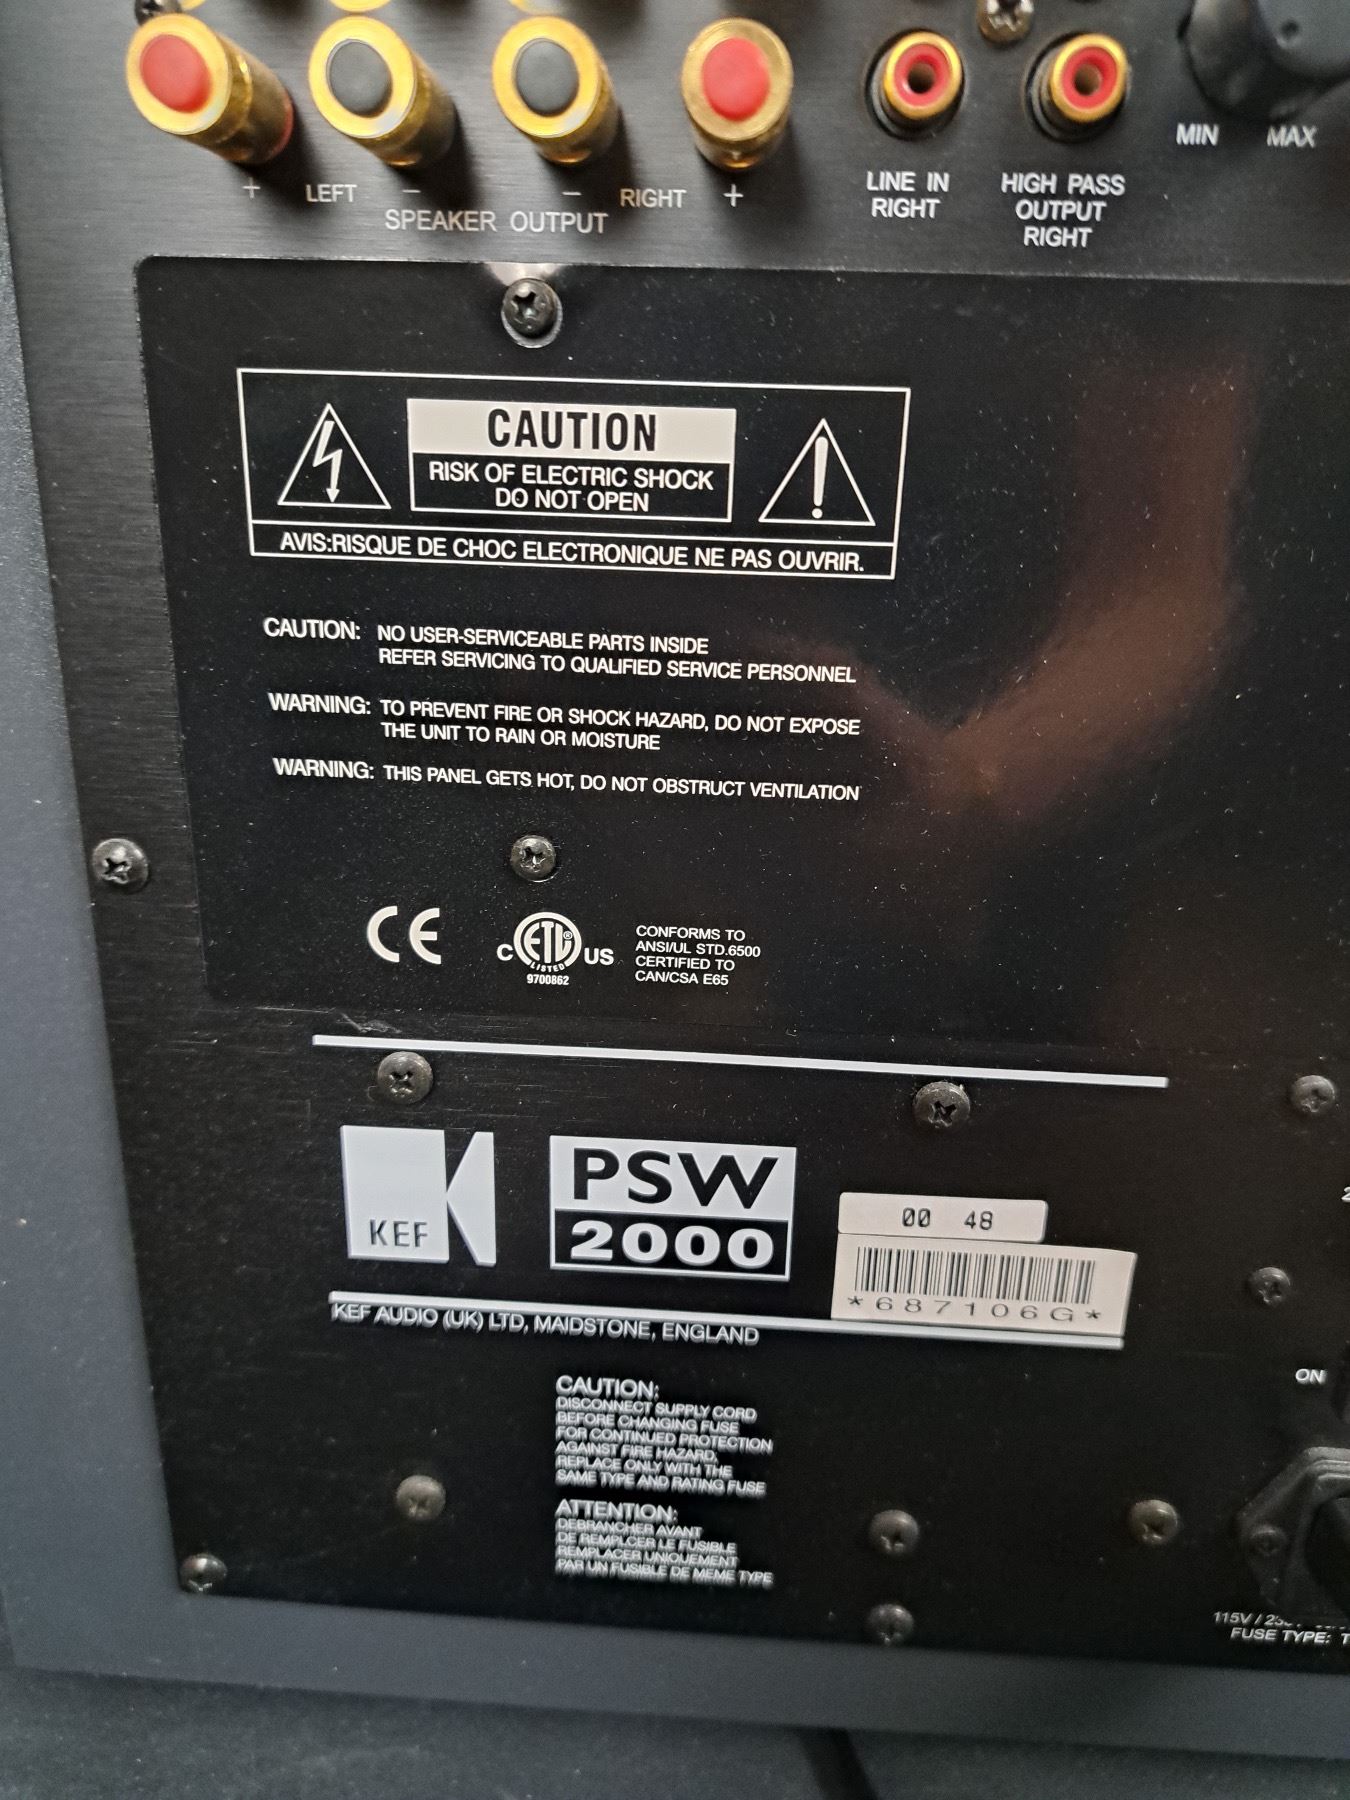 + LEFT − − RIGHT +
SPEAKER OUTPUT
LINE IN
RIGHT
HIGH PASS
OUTPUT
RIGHT
MIN MAX
CAUTION
RISK OF ELECTRIC SHOCK
DO NOT OPEN
AVIS:RISQUE DE CHOC ELECTRONIQUE NE PAS OUVRIR.
CAUTION: NO USER-SERVICEABLE PARTS INSIDE
REFER SERVICING TO QUALIFIED SERVICE PERSONNEL
WARNING: TO PREVENT FIRE OR SHOCK HAZARD, DO NOT EXPOSE
THE UNIT TO RAIN OR MOISTURE
WARNING: THIS PANEL GETS HOT, DO NOT OBSTRUCT VENTILATION
CE
C ETL ® US
LISTED
9700862
CONFORMS TO
ANSI/UL STD.6500
CERTIFIED TO
CAN/CSA E65
KEF
PSW
2000
00 48
*687106G*
KEF AUDIO (UK) LTD, MAIDSTONE, ENGLAND
CAUTION:
DISCONNECT SUPPLY CORD
BEFORE CHANGING FUSE
FOR CONTINUED PROTECTION
AGAINST FIRE HAZARD,
REPLACE ONLY WITH THE
SAME TYPE AND RATING FUSE
ATTENTION:
DEBRANCHER AVANT
DE REMPLCER LE FUSIBLE
REMPLACER UNIQUEMENT
PAR UN FUSIBLE DE MEME TYPE
ON
115V /
FUSE TYPE: T